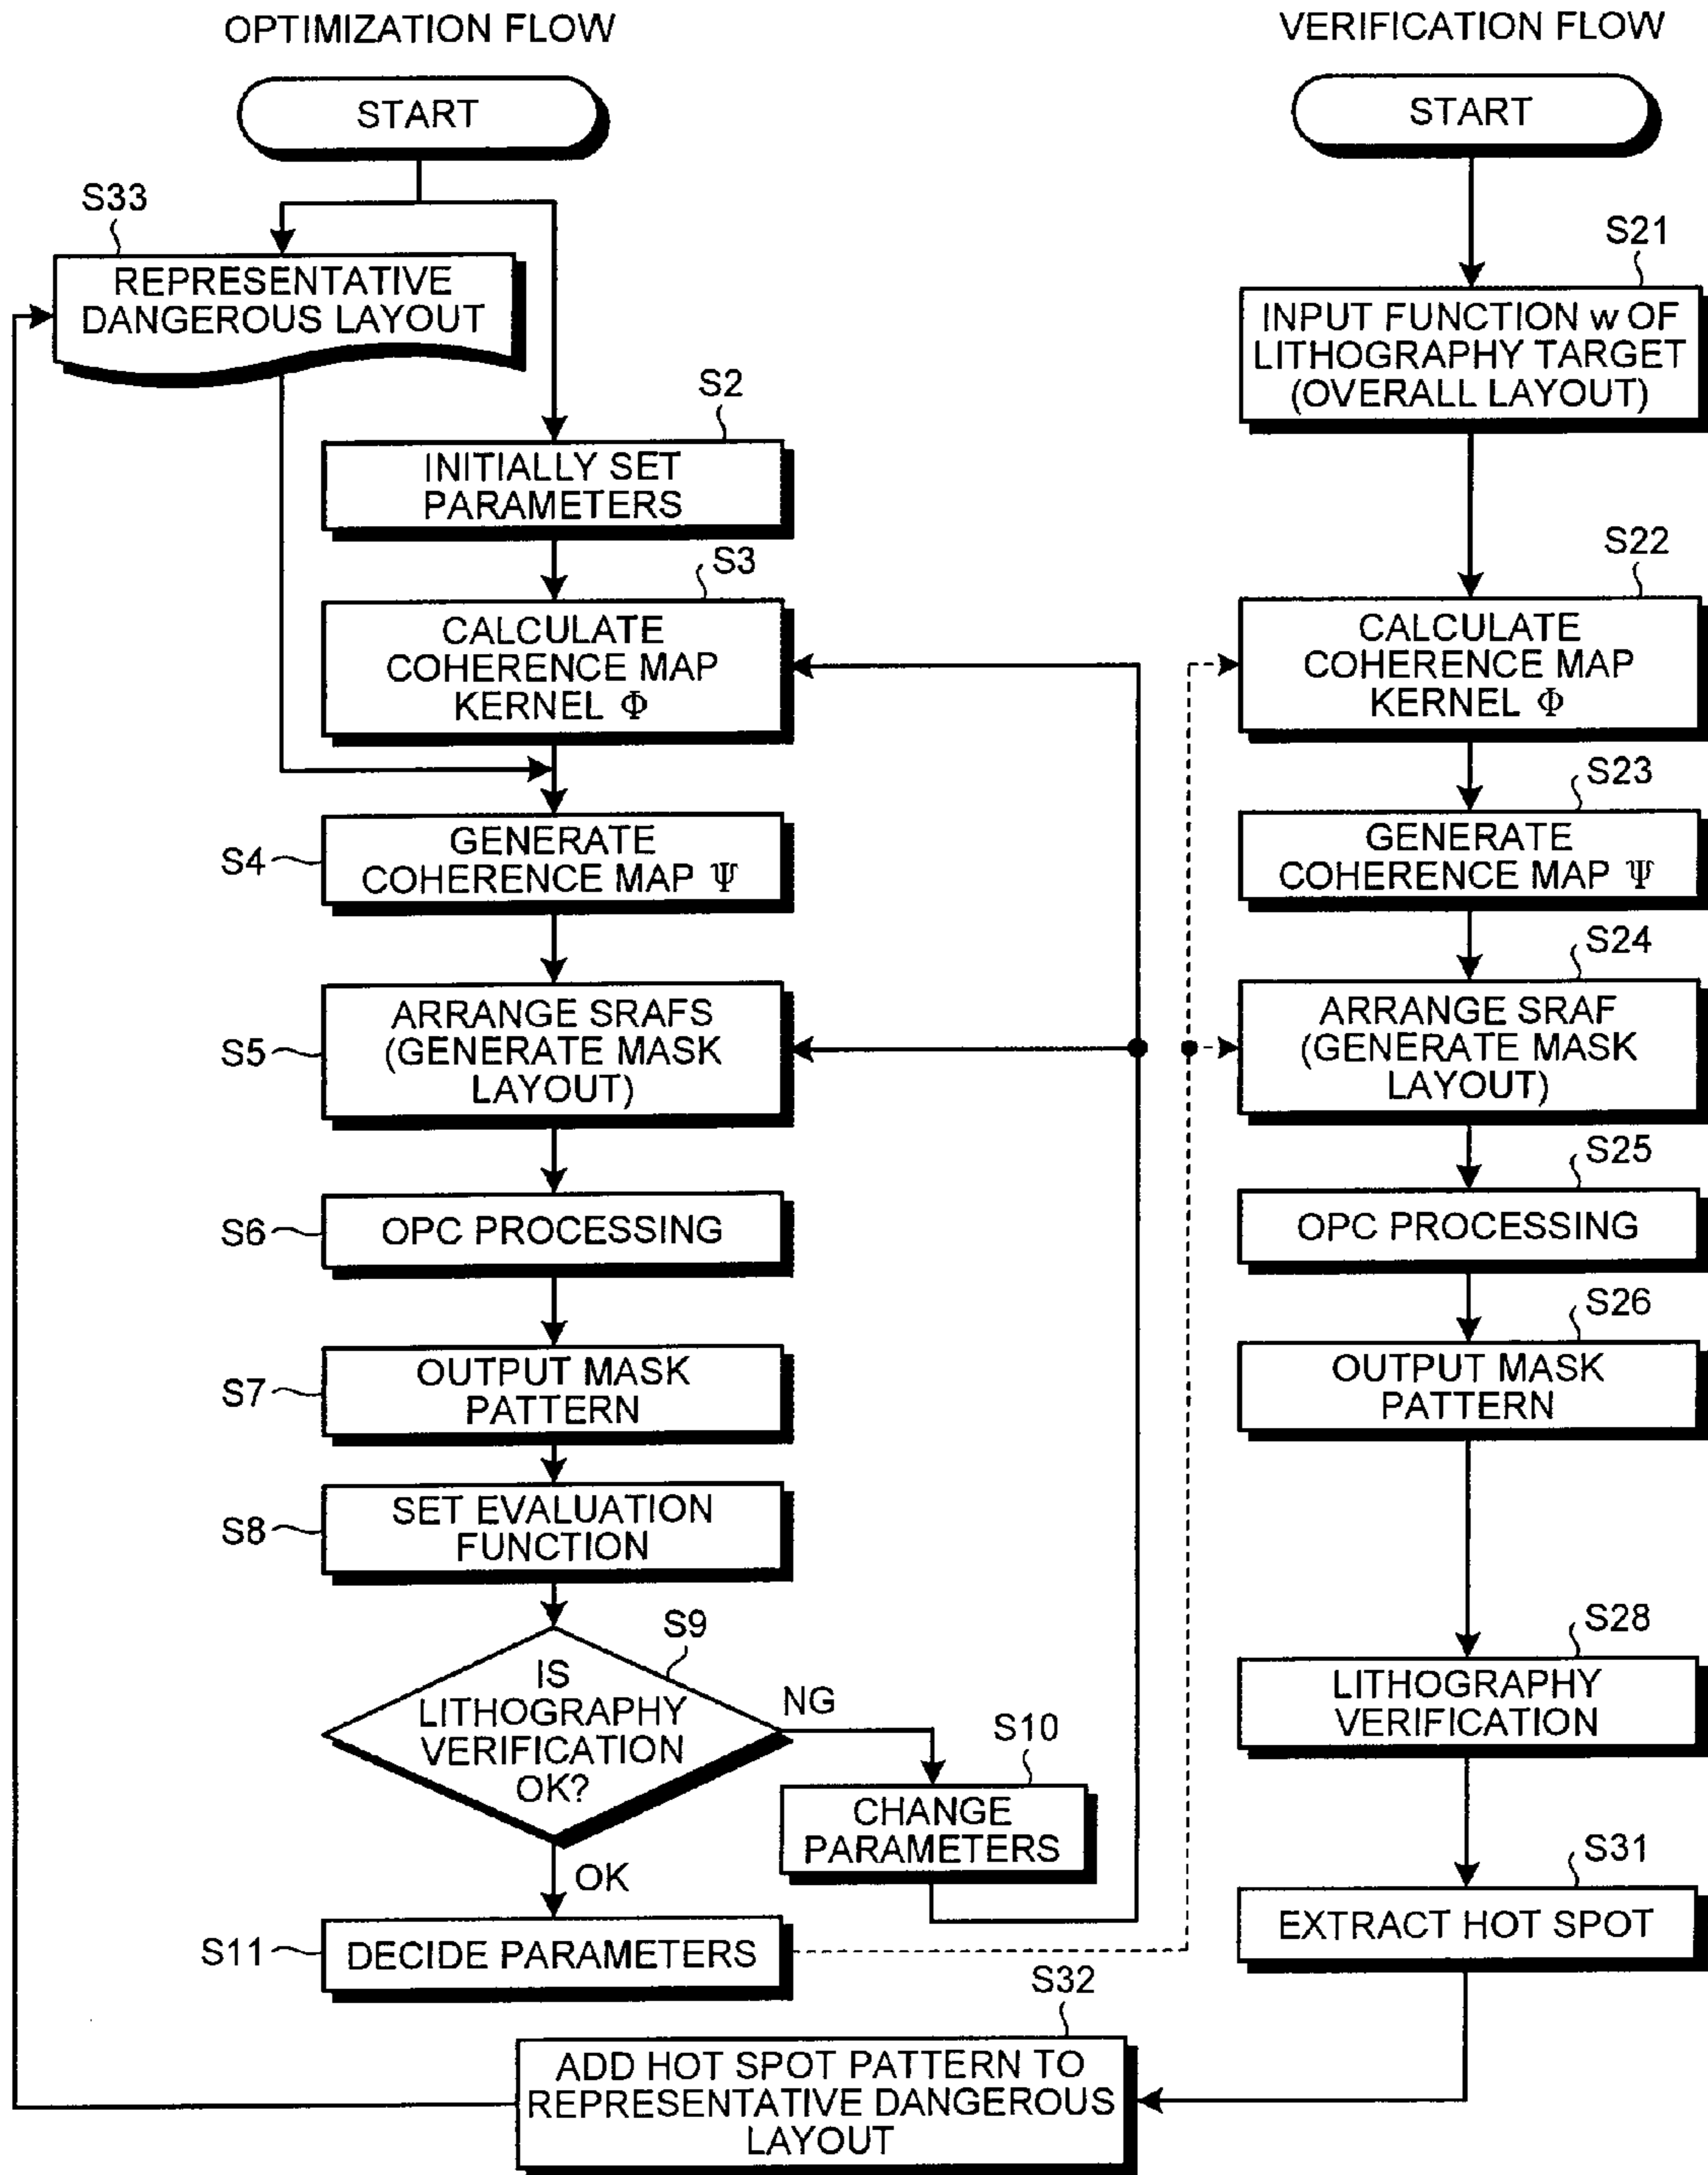 OPTIMIZATION FLOW
START
S33
REPRESENTATIVE
DANGEROUS LAYOUT
S2
INITIALLY SET
PARAMETERS
S3
CALCULATE
COHERENCE MAP
KERNEL Φ
S4
GENERATE
COHERENCE MAP Ψ
S5
ARRANGE SRAFS
(GENERATE MASK
LAYOUT)
S6
OPC PROCESSING
S7
OUTPUT MASK
PATTERN
S8
SET EVALUATION
FUNCTION
S9
IS
LITHOGRAPHY
VERIFICATION
OK?
NG
S10
CHANGE
PARAMETERS
OK
S11
DECIDE PARAMETERS
VERIFICATION FLOW
START
S21
INPUT FUNCTION w OF
LITHOGRAPHY TARGET
(OVERALL LAYOUT)
S22
CALCULATE
COHERENCE MAP
KERNEL Φ
S23
GENERATE
COHERENCE MAP Ψ
S24
ARRANGE SRAF
(GENERATE MASK
LAYOUT)
S25
OPC PROCESSING
S26
OUTPUT MASK
PATTERN
S28
LITHOGRAPHY
VERIFICATION
S31
EXTRACT HOT SPOT
S32
ADD HOT SPOT PATTERN TO
REPRESENTATIVE DANGEROUS
LAYOUT